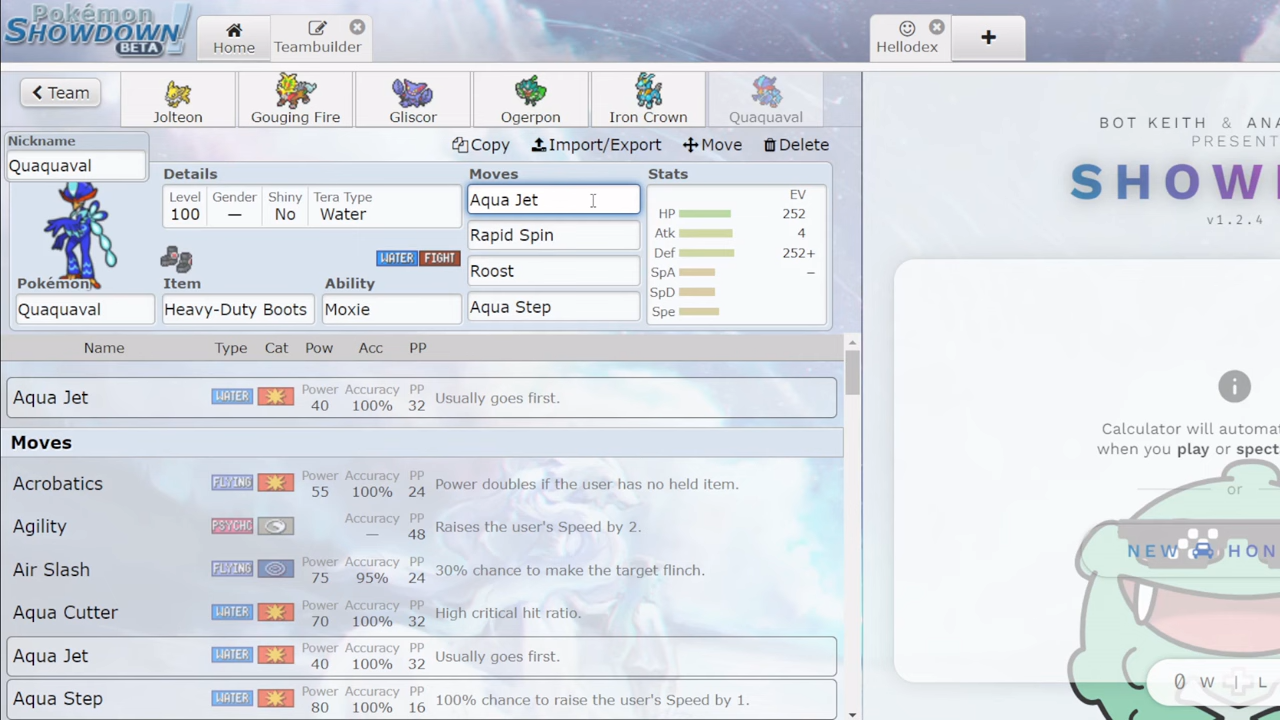 Pokémon
SHOWDOWN!
BETA
Home
Teambuilder
Hellodex
+
Team
Jolteon
Gouging Fire
Gliscor
Ogerpon
Iron Crown
Quaquaval
Copy
Import/Export
Move
Delete
Nickname
Quaquaval
Details
Level
100
Gender
—
Shiny
No
Tera Type
Water
WATER FIGHT
Pokémon
Quaquaval
Item
Heavy-Duty Boots
Ability
Moxie
Moves
Aqua Jet
Rapid Spin
Roost
Aqua Step
Stats
EV
HP 252
Atk 4
Def 252+
SpA –
SpD
Spe
Name Type Cat Pow Acc PP
Aqua Jet WATER Power 40 Accuracy 100% PP 32 Usually goes first.
Moves
Acrobatics FLYING Power 55 Accuracy 100% PP 24 Power doubles if the user has no held item.
Agility PSYCHC Accuracy — PP 48 Raises the user's Speed by 2.
Air Slash FLYING Power 75 Accuracy 95% PP 24 30% chance to make the target flinch.
Aqua Cutter WATER Power 70 Accuracy 100% PP 32 High critical hit ratio.
Aqua Jet WATER Power 40 Accuracy 100% PP 32 Usually goes first.
Aqua Step WATER Power 80 Accuracy 100% PP 16 100% chance to raise the user's Speed by 1.
BOT KEITH & ANA
PRESENT
SHOW
v1.2.4
Calculator will automa
when you play or spect
or
NEW HON
0 W | L